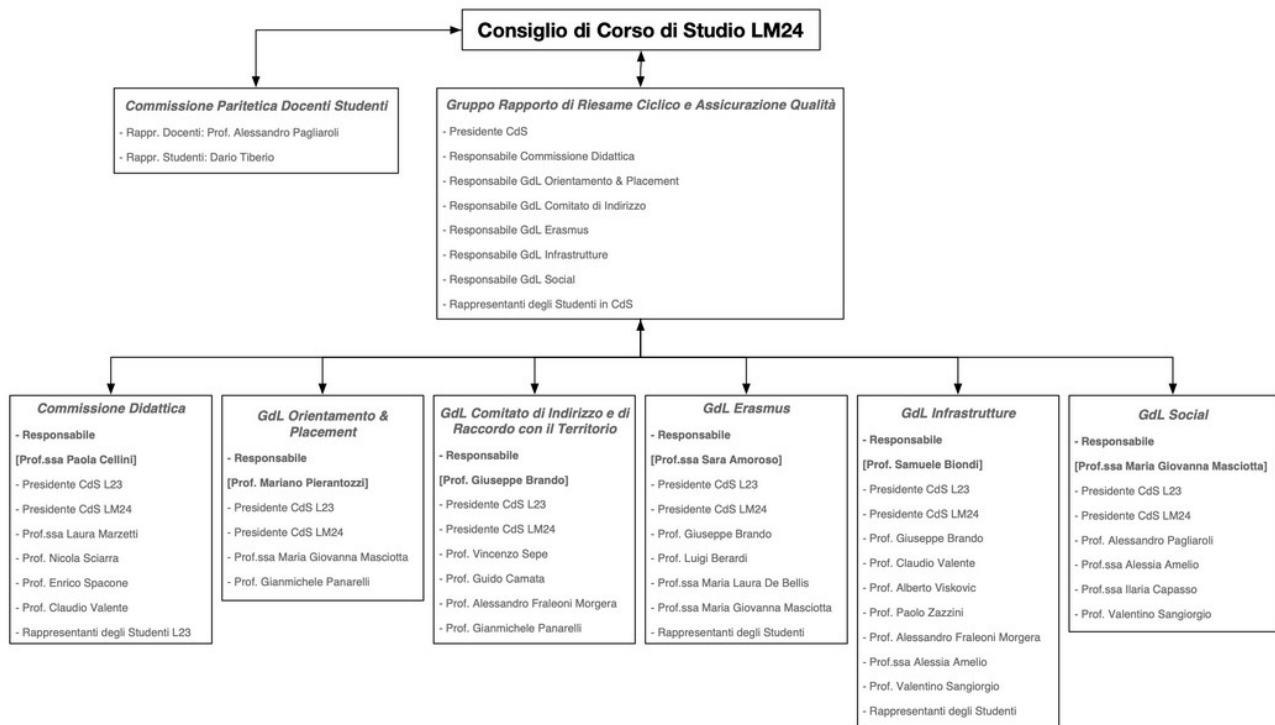 Consiglio di Corso di Studio LM24
Commissione Paritetica Docenti Studenti
- Rappr. Docenti: Prof. Alessandro Pagliaroli
- Rappr. Studenti: Dario Tiberio
Gruppo Rapporto di Riesame Ciclico e Assicurazione Qualità
- Presidente CdS
- Responsabile Commissione Didattica
- Responsabile GdL Orientamento & Placement
- Responsabile GdL Comitato di Indirizzo
- Responsabile GdL Erasmus
- Responsabile GdL Infrastrutture
- Responsabile GdL Social
- Rappresentanti degli Studenti in CdS
Commissione Didattica
- Responsabile
[Prof.ssa Paola Cellini]
- Presidente CdS L23
- Presidente CdS LM24
- Prof.ssa Laura Marzetti
- Prof. Nicola Sciarra
- Prof. Enrico Spacone
- Prof. Claudio Valente
- Rappresentanti degli Studenti L23
GdL Orientamento &
Placement
- Responsabile
[Prof. Mariano Pierantozzi]
- Presidente CdS L23
- Presidente CdS LM24
- Prof.ssa Maria Giovanna Masciotta
- Prof. Gianmichele Panarelli
GdL Comitato di Indirizzo e di
Raccordo con il Territorio
- Responsabile
[Prof. Giuseppe Brando]
- Presidente CdS L23
- Presidente CdS LM24
- Prof. Vincenzo Sepe
- Prof. Guido Camata
- Prof. Alessandro Fraleoni Morgera
- Prof. Gianmichele Panarelli
GdL Erasmus
- Responsabile
[Prof.ssa Sara Amoroso]
- Presidente CdS L23
- Presidente CdS LM24
- Prof. Giuseppe Brando
- Prof. Luigi Berardi
- Prof.ssa Maria Laura De Bellis
- Prof.ssa Maria Giovanna Masciotta
- Rappresentanti degli Studenti
GdL Infrastrutture
- Responsabile
[Prof. Samuele Biondi]
- Presidente CdS L23
- Presidente CdS LM24
- Prof. Giuseppe Brando
- Prof. Claudio Valente
- Prof. Alberto Viskovic
- Prof. Paolo Zazzini
- Prof. Alessandro Fraleoni Morgera
- Prof.ssa Alessia Amelio
- Prof. Valentino Sangiorgio
- Rappresentanti degli Studenti
GdL Social
- Responsabile
[Prof.ssa Maria Giovanna Masciotta]
- Presidente CdS L23
- Presidente CdS LM24
- Prof. Alessandro Pagliaroli
- Prof.ssa Alessia Amelio
- Prof.ssa Ilaria Capasso
- Prof. Valentino Sangiorgio